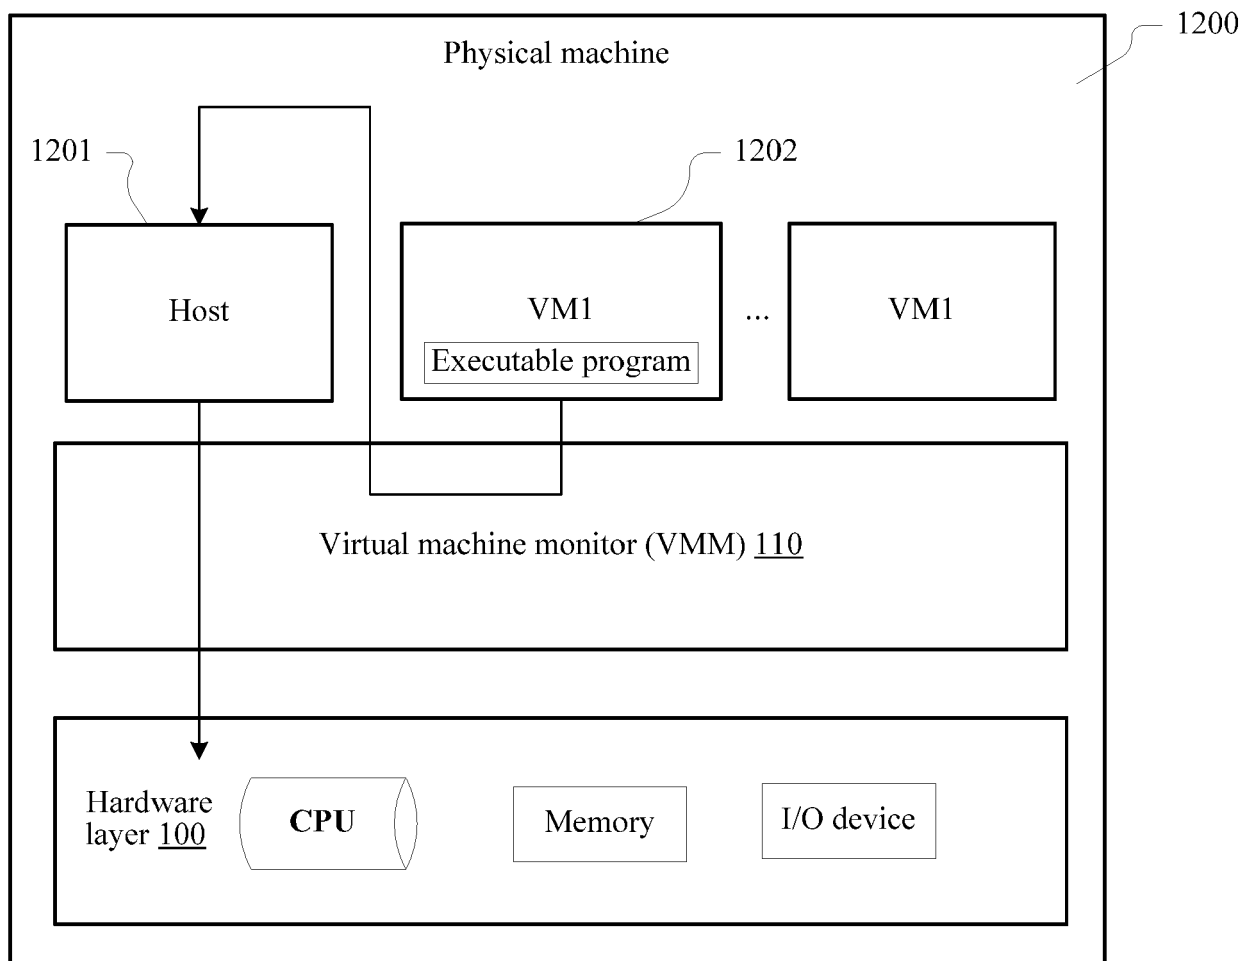 1200
Physical machine
1201
1202
Host
VM1
...
VM1
Executable program
Virtual machine monitor (VMM) 110
Hardware
layer 100
CPU
Memory
I/O device